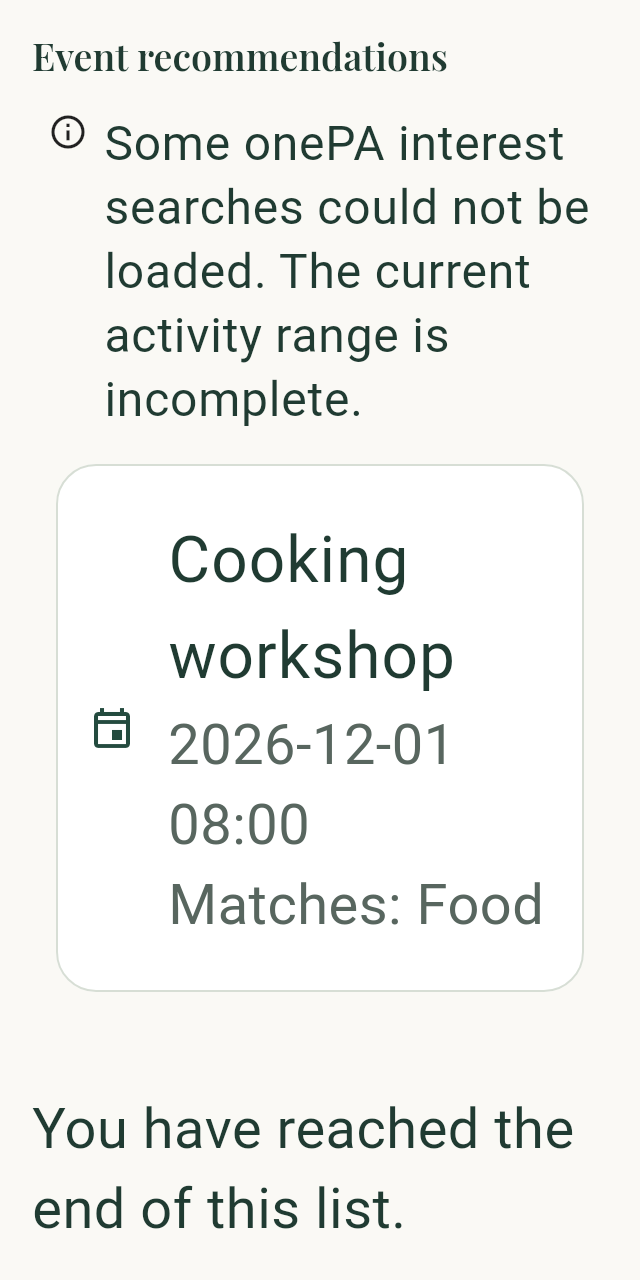 Event recommendations
Some onePA interest
searches could not be
loaded. The current
activity range is
incomplete.
Cooking
workshop
2026-12-01
08:00
Matches: Food
You have reached the
end of this list.